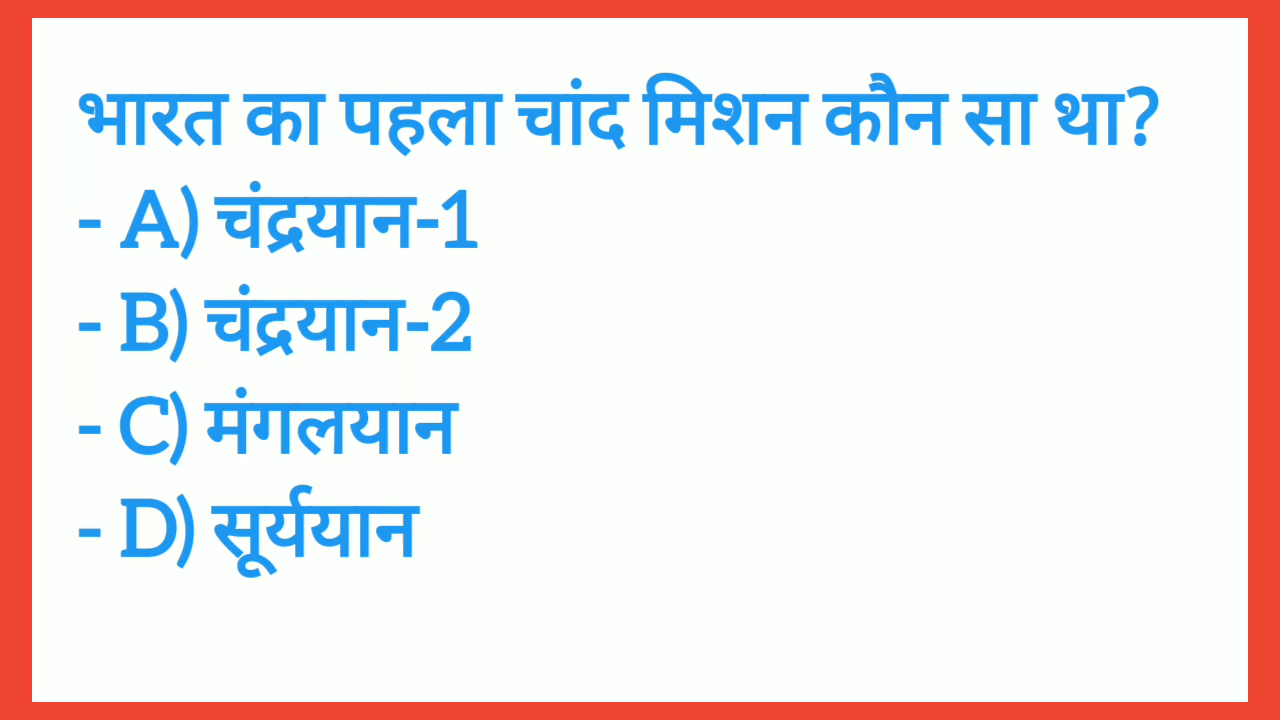 भारत का पहला चांद मिशन कौन सा था?
- A) चंद्रयान-1
- B) चंद्रयान-2
- C) मंगलयान
- D) सूर्ययान